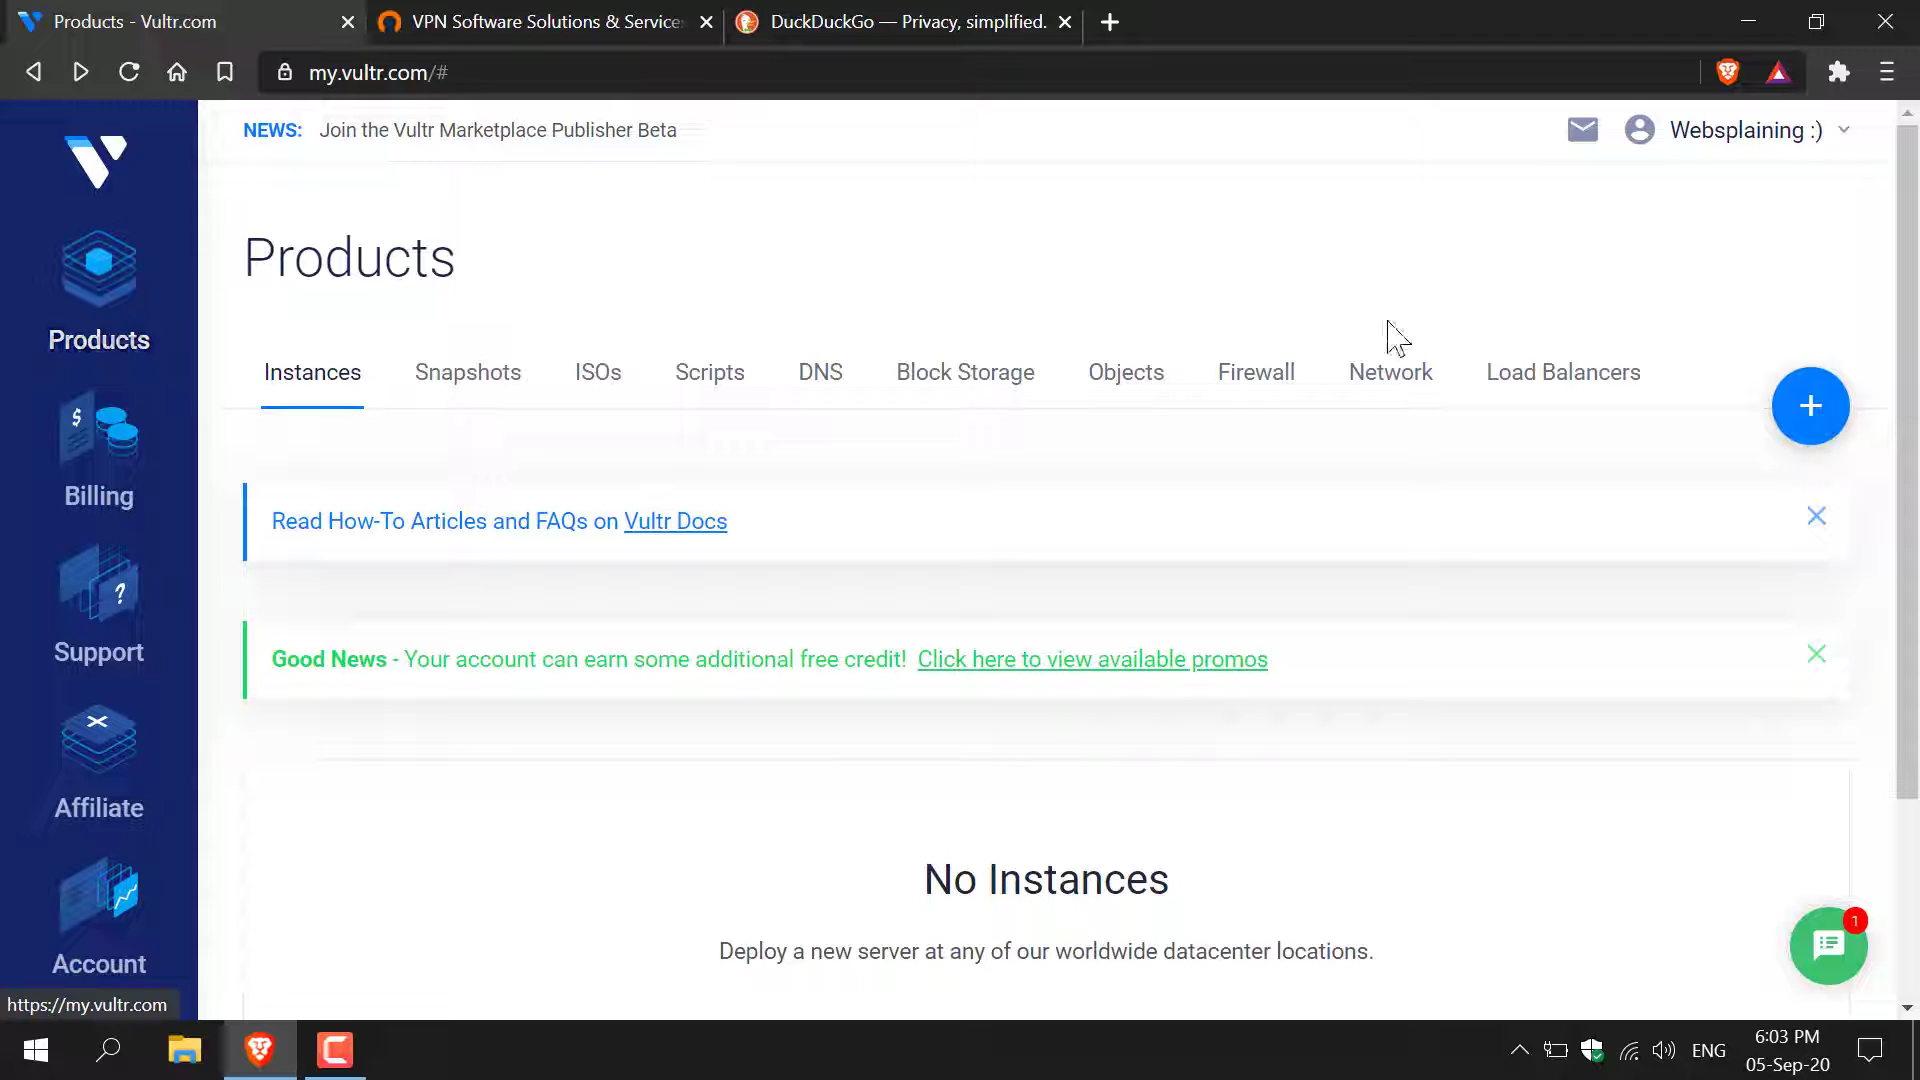 Products - Vultr.com
VPN Software Solutions & Services
DuckDuckGo — Privacy, simplified.
my.vultr.com/#
NEWS: Join the Vultr Marketplace Publisher Beta
Websplaining :)
Products
Products
Instances
Snapshots
ISOs
Scripts
DNS
Block Storage
Objects
Firewall
Network
Load Balancers
$
Billing
Read How-To Articles and FAQs on Vultr Docs
?
Support
Good News - Your account can earn some additional free credit! Click here to view available promos
Affiliate
No Instances
Deploy a new server at any of our worldwide datacenter locations.
1
Account
https://my.vultr.com
ENG
6:03 PM
05-Sep-20